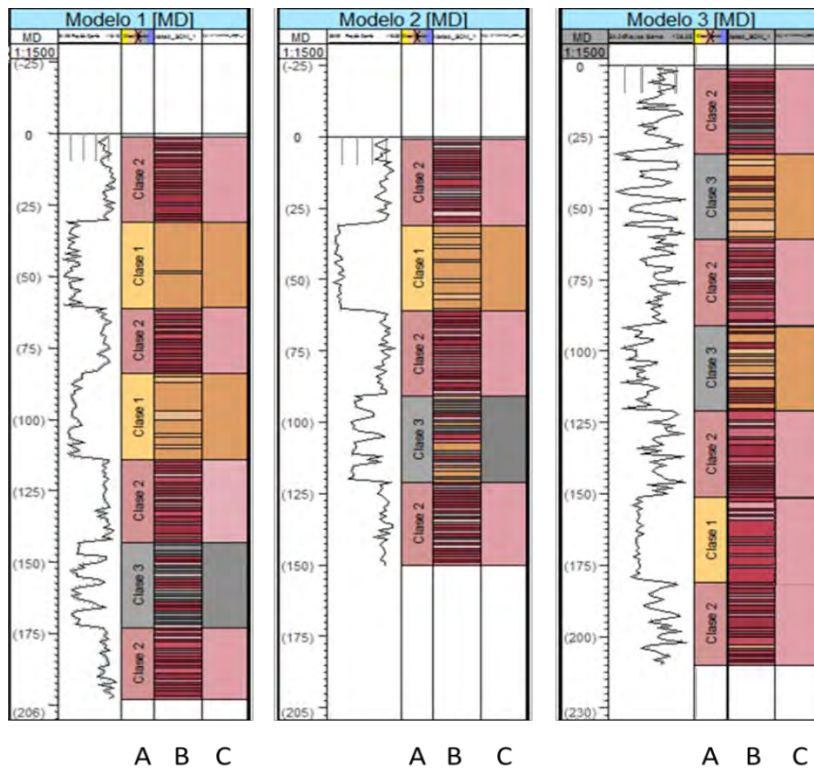 Modelo 1 [MD]
MD
1:1500
(-25)
0
(25)
(50)
(75)
(100)
(125)
(150)
(175)
(206)
Clase 2
Clase 1
Clase 2
Clase 1
Clase 2
Clase 3
Clase 2
A B C
Modelo 2 [MD]
MD
1:1500
(-25)
0
(25)
(50)
(75)
(100)
(125)
(150)
(175)
(205)
Clase 2
Clase 1
Clase 2
Clase 3
Clase 2
A B C
Modelo 3 [MD]
MD
1:1500
0
(25)
(50)
(75)
(100)
(125)
(150)
(175)
(200)
(230)
Clase 2
Clase 3
Clase 2
Clase 3
Clase 2
Clase 1
Clase 2
A B C